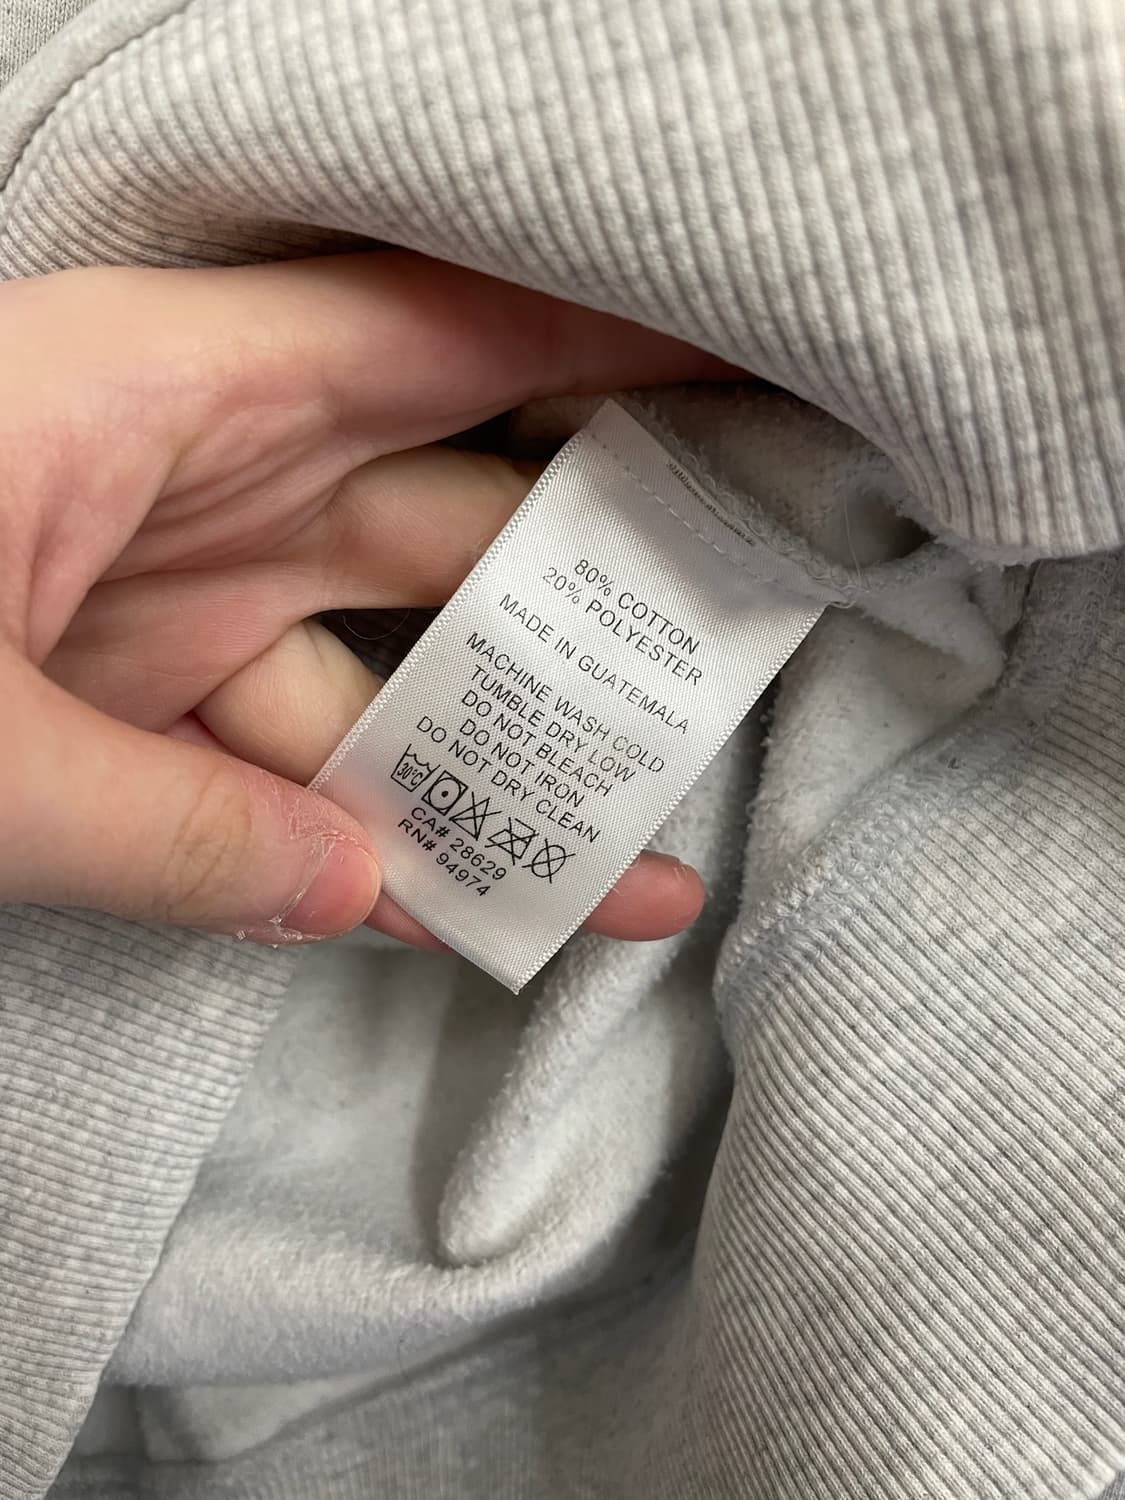 80% COTTON
20% POLYESTER
MADE IN GUATEMALA
MACHINE WASH COLD
TUMBLE DRY LOW
DO NOT BLEACH
DO NOT IRON
DO NOT DRY CLEAN
30°C
CA# 28629
RN# 94974